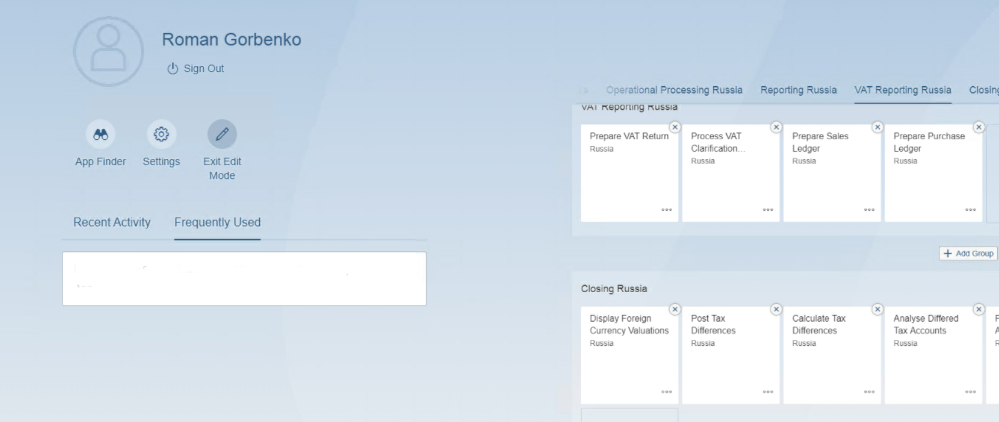 Roman Gorbenko
Sign Out
App Finder
Settings
Exit Edit
Mode
Recent Activity
Frequently Used
Operational Processing Russia
Reporting Russia
VAT Reporting Russia
Closing
VAT Reporting Russia
Prepare VAT Return
Russia
Process VAT
Clarification...
Russia
Prepare Sales
Ledger
Russia
Prepare Purchase
Ledger
Russia
Add Group
Closing Russia
Display Foreign
Currency Valuations
Russia
Post Tax
Differences
Russia
Calculate Tax
Differences
Russia
Analyse Differed
Tax Accounts
Russia